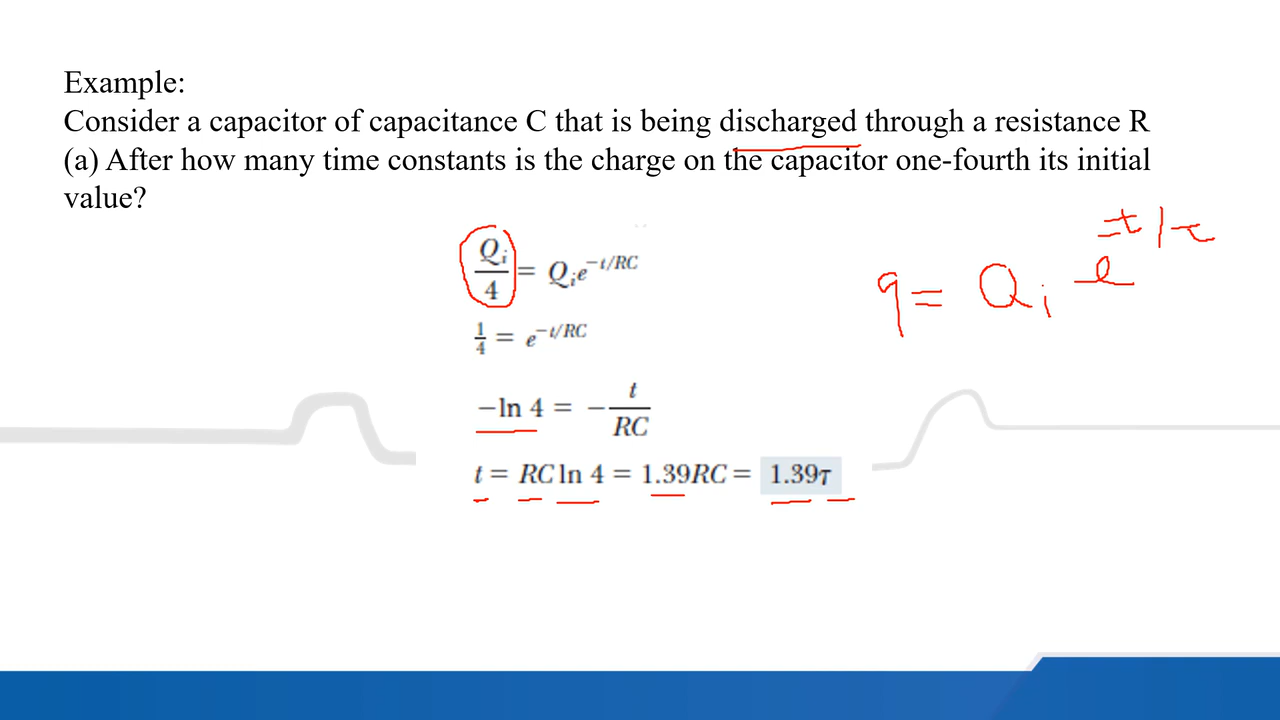 Example:
Consider a capacitor of capacitance C that is being discharged through a resistance R
(a) After how many time constants is the charge on the capacitor one-fourth its initial
value?
Qᵢ/4 = Qᵢe^−t/RC
q = Qᵢ e^−t/τ
1/4 = e^−t/RC
−ln 4 = −t/RC
t = RC ln 4 = 1.39RC = 1.39τ